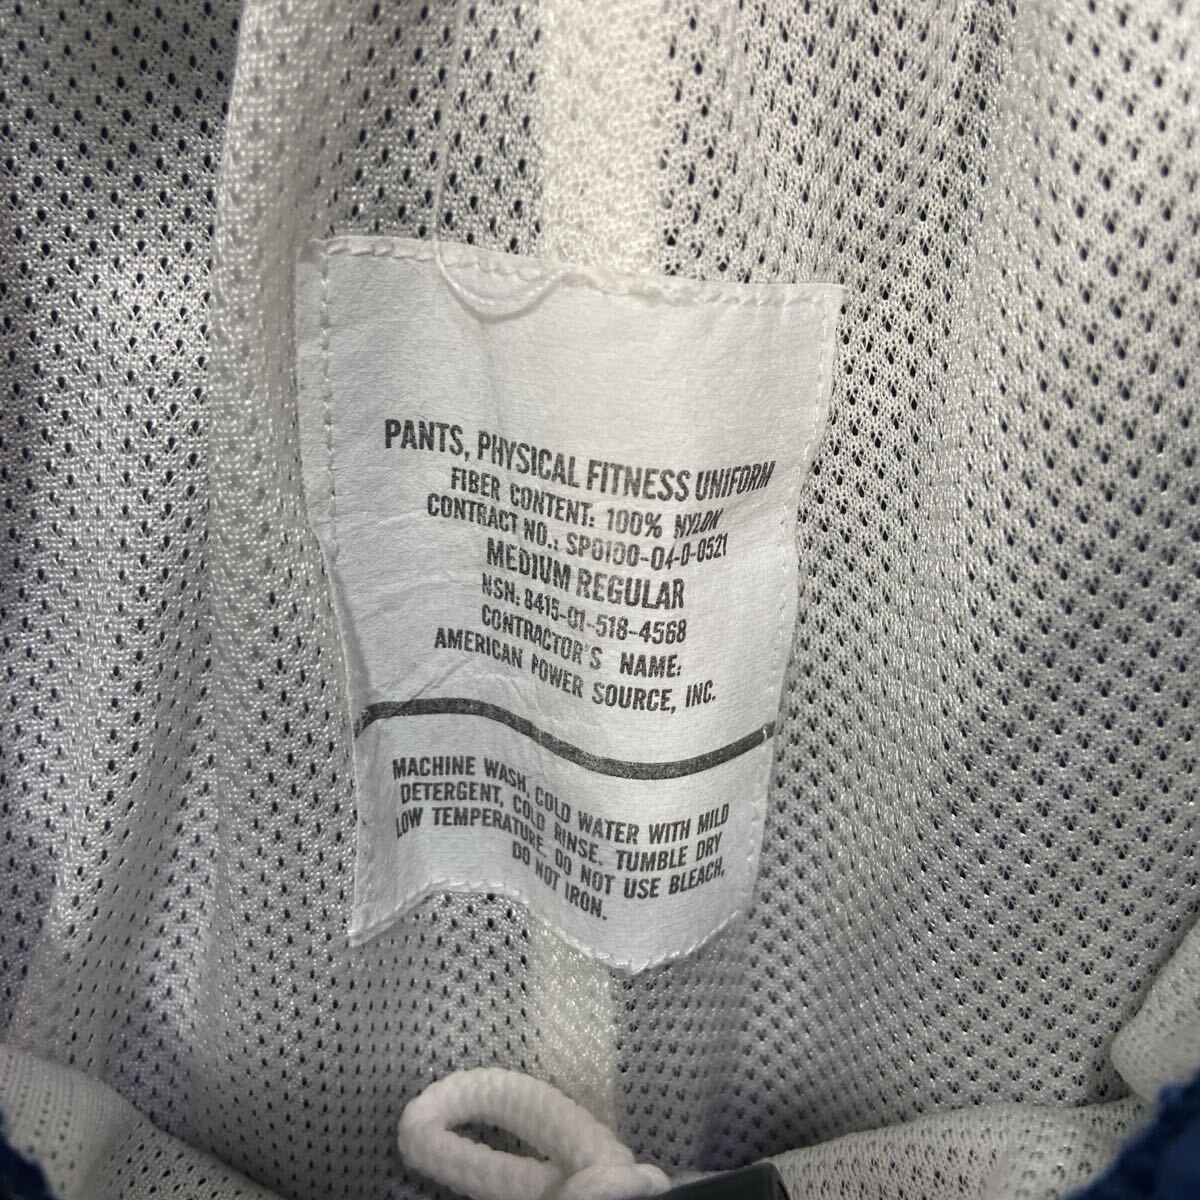 PANTS, PHYSICAL FITNESS UNIFORM
FIBER CONTENT: 100% NYLON
CONTRACT NO.: SP0100-04-D-0521
MEDIUM REGULAR
NSN: 8415-01-518-4568
CONTRACTOR'S NAME:
AMERICAN POWER SOURCE, INC.
MACHINE WASH, COLD WATER WITH MILD
DETERGENT, COLD RINSE. TUMBLE DRY
LOW TEMPERATURE. DO NOT USE BLEACH,
DO NOT IRON.